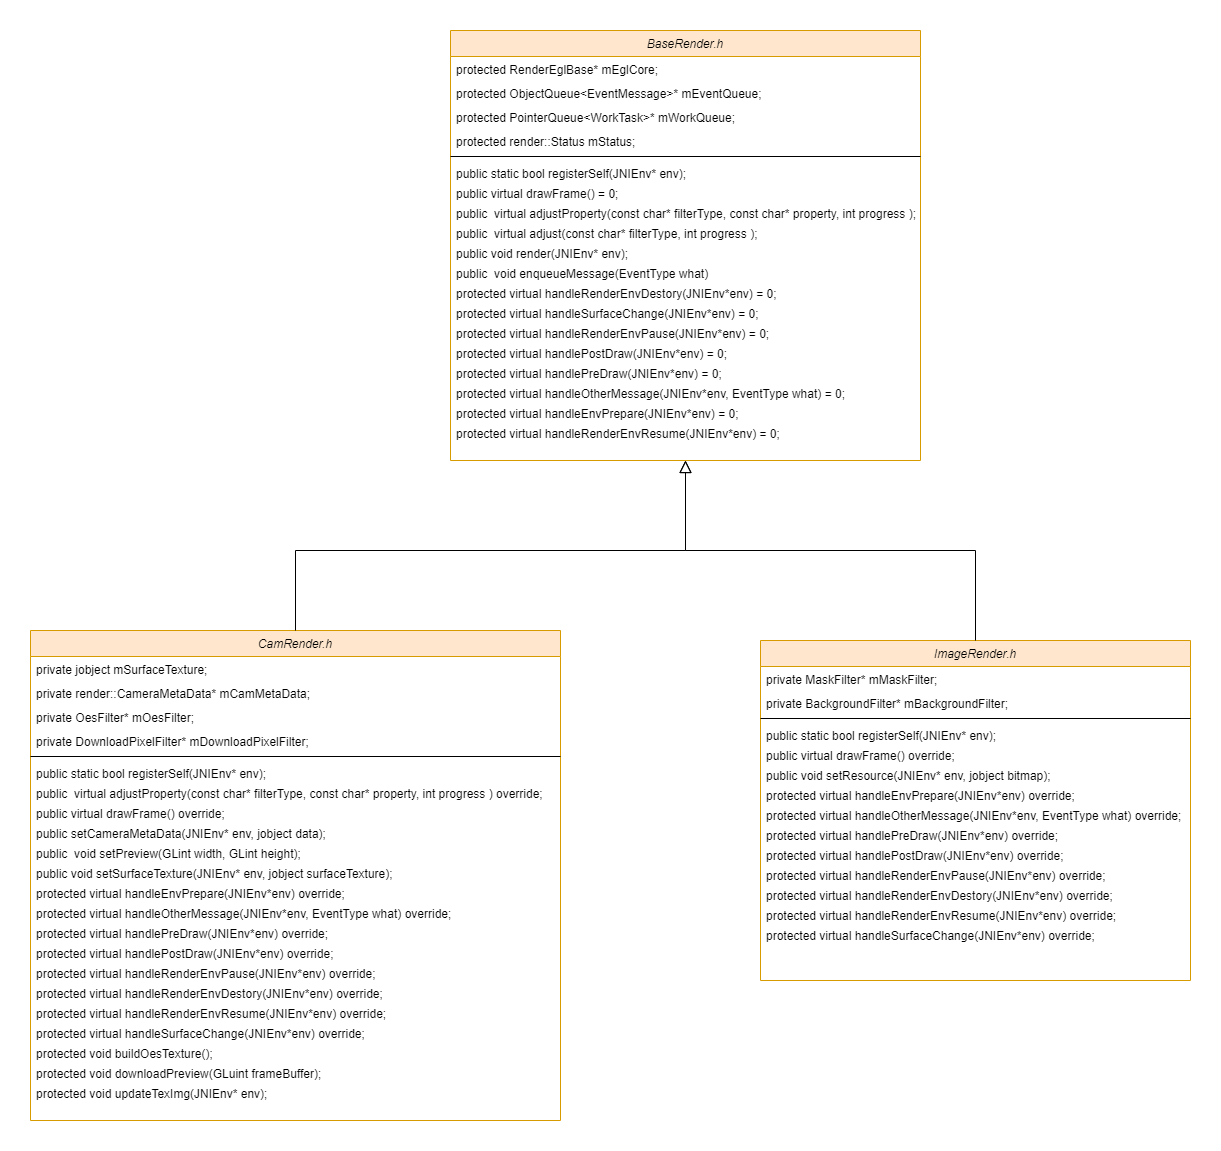 BaseRender.h
protected RenderEglBase* mEglCore;
protected ObjectQueue<EventMessage>* mEventQueue;
protected PointerQueue<WorkTask>* mWorkQueue;
protected render::Status mStatus;
public static bool registerSelf(JNIEnv* env);
public virtual drawFrame() = 0;
public  virtual adjustProperty(const char* filterType, const char* property, int progress );
public  virtual adjust(const char* filterType, int progress );
public void render(JNIEnv* env);
public  void enqueueMessage(EventType what)
protected virtual handleRenderEnvDestory(JNIEnv*env) = 0;
protected virtual handleSurfaceChange(JNIEnv*env) = 0;
protected virtual handleRenderEnvPause(JNIEnv*env) = 0;
protected virtual handlePostDraw(JNIEnv*env) = 0;
protected virtual handlePreDraw(JNIEnv*env) = 0;
protected virtual handleOtherMessage(JNIEnv*env, EventType what) = 0;
protected virtual handleEnvPrepare(JNIEnv*env) = 0;
protected virtual handleRenderEnvResume(JNIEnv*env) = 0;
CamRender.h
private jobject mSurfaceTexture;
private render::CameraMetaData* mCamMetaData;
private OesFilter* mOesFilter;
private DownloadPixelFilter* mDownloadPixelFilter;
public static bool registerSelf(JNIEnv* env);
public  virtual adjustProperty(const char* filterType, const char* property, int progress ) override;
public virtual drawFrame() override;
public setCameraMetaData(JNIEnv* env, jobject data);
public  void setPreview(GLint width, GLint height);
public void setSurfaceTexture(JNIEnv* env, jobject surfaceTexture);
protected virtual handleEnvPrepare(JNIEnv*env) override;
protected virtual handleOtherMessage(JNIEnv*env, EventType what) override;
protected virtual handlePreDraw(JNIEnv*env) override;
protected virtual handlePostDraw(JNIEnv*env) override;
protected virtual handleRenderEnvPause(JNIEnv*env) override;
protected virtual handleRenderEnvDestory(JNIEnv*env) override;
protected virtual handleRenderEnvResume(JNIEnv*env) override;
protected virtual handleSurfaceChange(JNIEnv*env) override;
protected void buildOesTexture();
protected void downloadPreview(GLuint frameBuffer);
protected void updateTexImg(JNIEnv* env);
ImageRender.h
private MaskFilter* mMaskFilter;
private BackgroundFilter* mBackgroundFilter;
public static bool registerSelf(JNIEnv* env);
public virtual drawFrame() override;
public void setResource(JNIEnv* env, jobject bitmap);
protected virtual handleEnvPrepare(JNIEnv*env) override;
protected virtual handleOtherMessage(JNIEnv*env, EventType what) override;
protected virtual handlePreDraw(JNIEnv*env) override;
protected virtual handlePostDraw(JNIEnv*env) override;
protected virtual handleRenderEnvPause(JNIEnv*env) override;
protected virtual handleRenderEnvDestory(JNIEnv*env) override;
protected virtual handleRenderEnvResume(JNIEnv*env) override;
protected virtual handleSurfaceChange(JNIEnv*env) override;